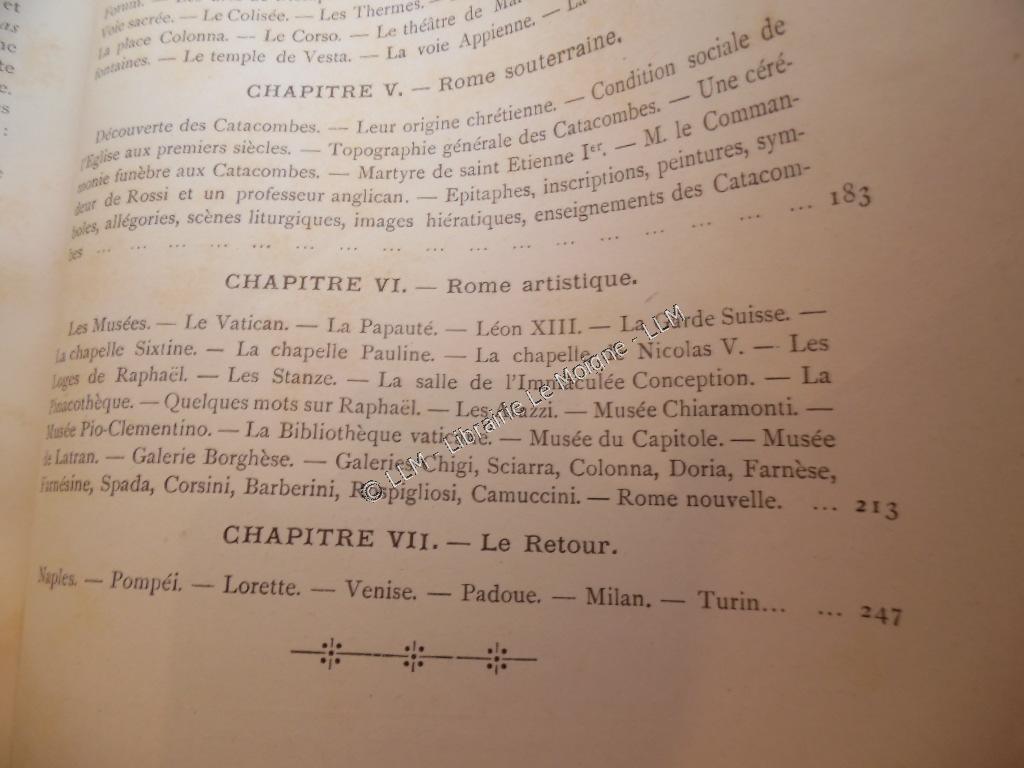 et
Forum. —
Voie sacrée. — Le Colisée. — Les Thermes. —
La place Colonna. — Le Corso. — Le théâtre de
fontaines. — Le temple de Vesta. — La voie Appienne. — La
CHAPITRE V. — Rome souterraine.
Découverte des Catacombes. — Leur origine chrétienne. — Condition sociale de
l'Eglise aux premiers siècles. — Topographie générale des Catacombes. — Une céré-
monie funèbre aux Catacombes. — Martyre de saint Etienne Ier. — M. le Comman-
deur de Rossi et un professeur anglican. — Epitaphes, inscriptions, peintures, sym-
boles, allégories, scènes liturgiques, images hiératiques, enseignements des Catacom-
bes ... ... ... ... ... ... ... ... ... ... ... ... ... ... ... ... ... 183
CHAPITRE VI. — Rome artistique.
Les Musées. — Le Vatican. — La Papauté. — Léon XIII. — La Garde Suisse. —
La chapelle Sixtine. — La chapelle Pauline. — La chapelle de Nicolas V. — Les
Loges de Raphaël. — Les Stanze. — La salle de l'Immaculée Conception. — La
Pinacothèque. — Quelques mots sur Raphaël. — Les Arazzi. — Musée Chiaramonti. —
Musée Pio-Clementino. — La Bibliothèque vaticane. — Musée du Capitole. — Musée
de Latran. — Galerie Borghèse. — Galeries Chigi, Sciarra, Colonna, Doria, Farnèse,
Farnésine, Spada, Corsini, Barberini, Rospigliosi, Camuccini. — Rome nouvelle. ... 213
CHAPITRE VII. — Le Retour.
Naples. — Pompéi. — Lorette. — Venise. — Padoue. — Milan. — Turin... ... 247
© LLM - Librairie Le Moigne - LLM